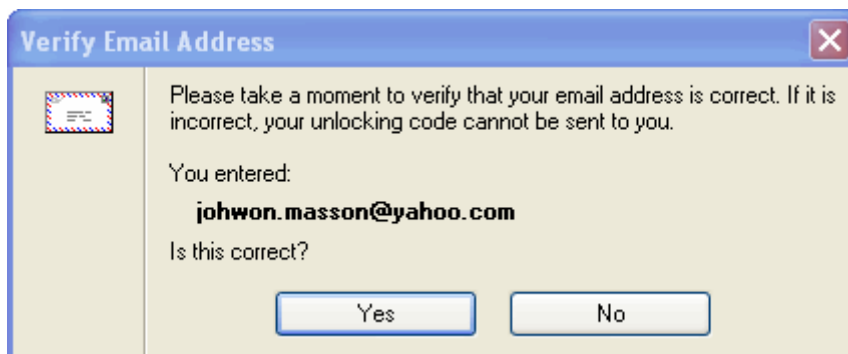 Verify Email Address
Please take a moment to verify that your email address is correct. If it is
incorrect, your unlocking code cannot be sent to you.
You entered:
johwon.masson@yahoo.com
Is this correct?
Yes
No